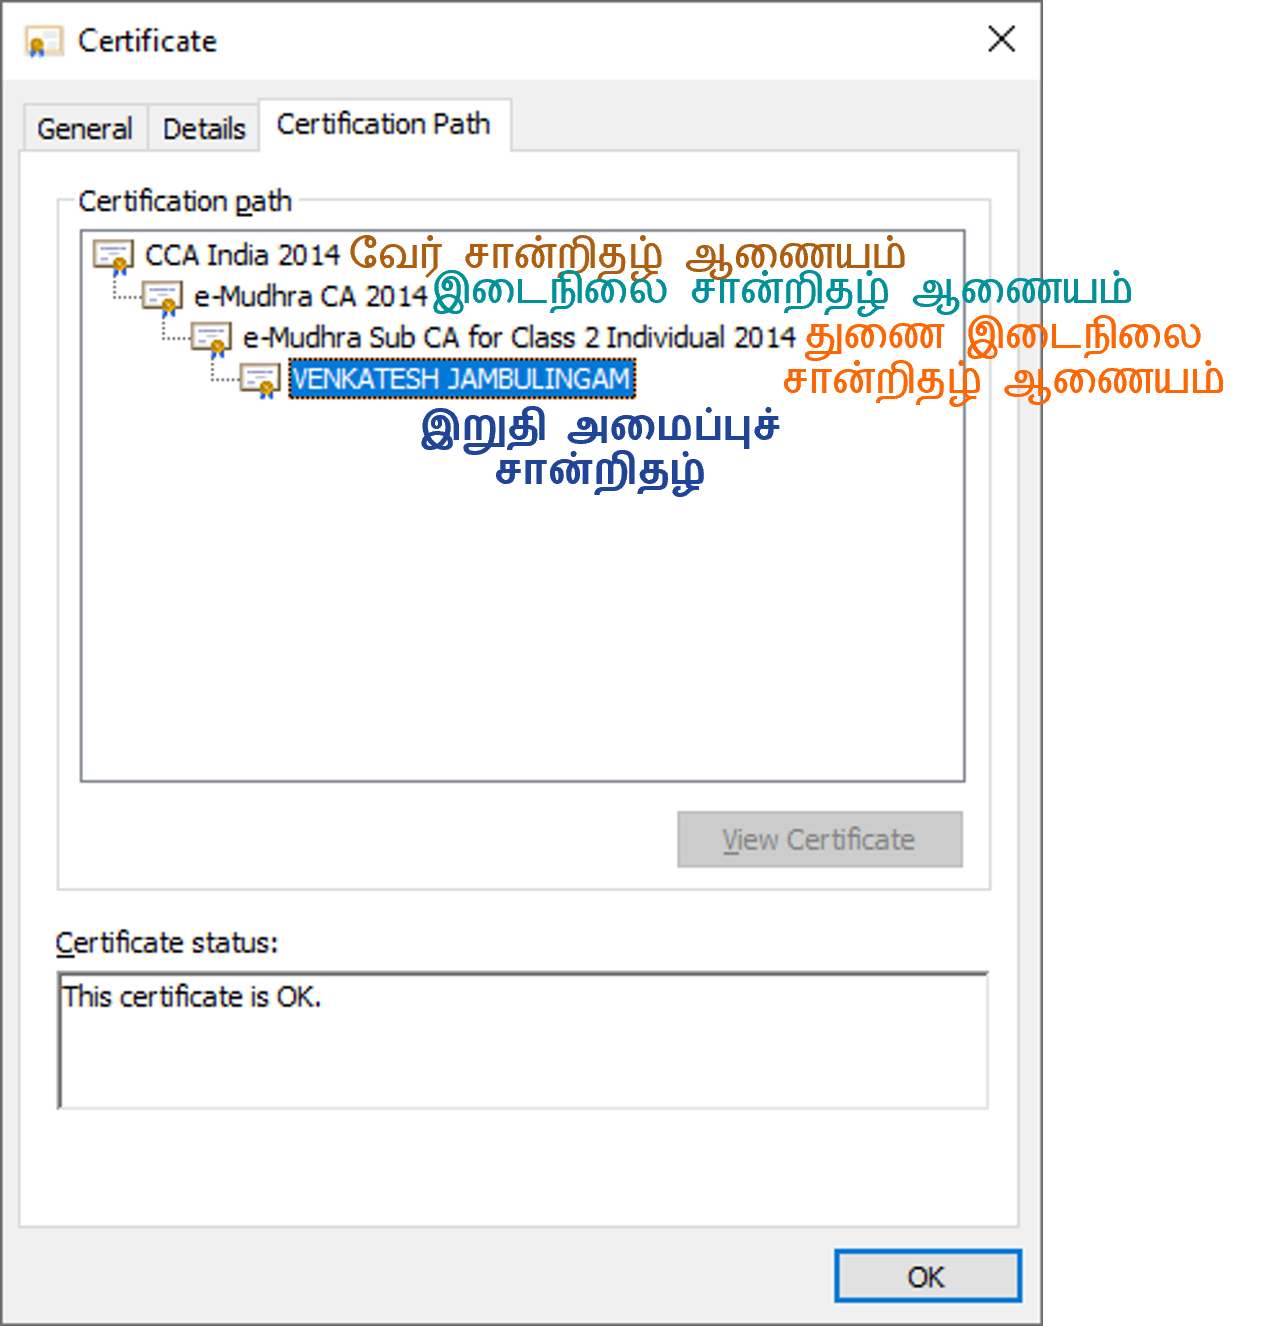 Certificate
General Details Certification Path
Certification path
CCA India 2014 வேர் சான்றிதழ் ஆணையம்
e-Mudhra CA 2014 இடைநிலை சான்றிதழ் ஆணையம்
e-Mudhra Sub CA for Class 2 Individual 2014 துணை இடைநிலை
சான்றிதழ் ஆணையம்
VENKATESH JAMBULINGAM
இறுதி அமைப்புச்
சான்றிதழ்
View Certificate
Certificate status:
This certificate is OK.
OK